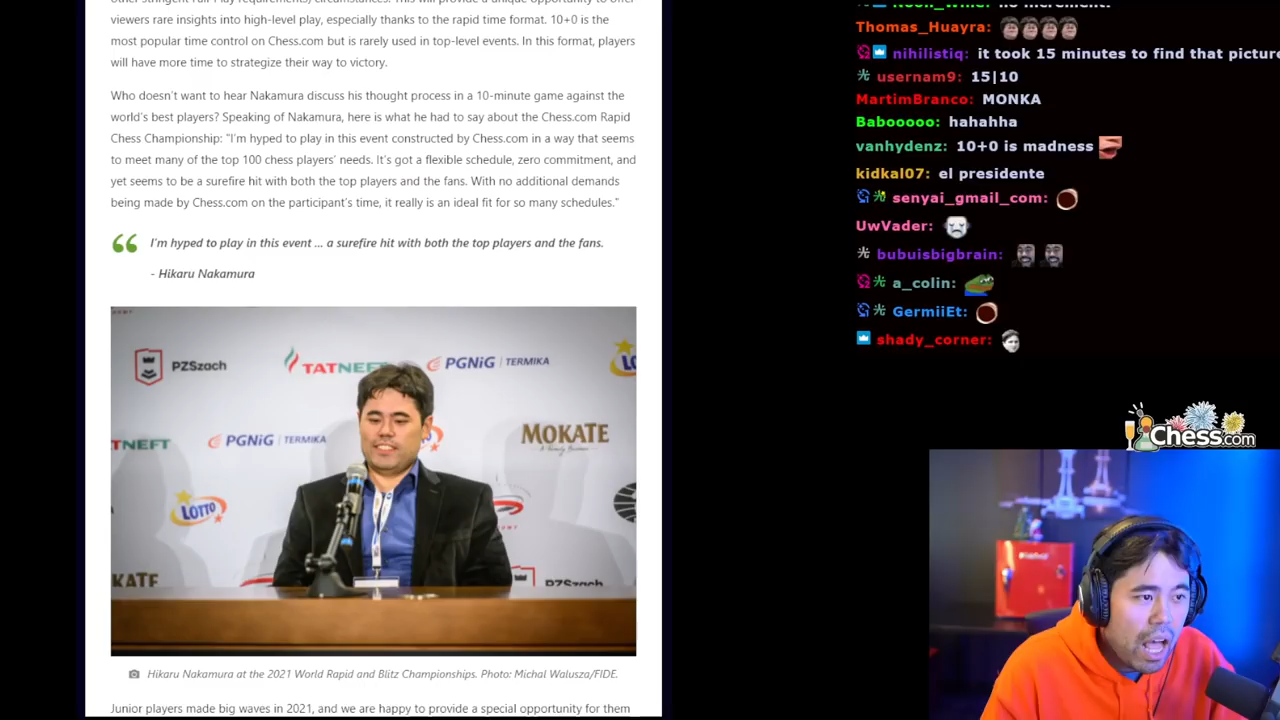 other stringent Fair Play requirements) circumstances. This will provide a unique opportunity to offer
viewers rare insights into high-level play, especially thanks to the rapid time format. 10+0 is the
most popular time control on Chess.com but is rarely used in top-level events. In this format, players
will have more time to strategize their way to victory.
Who doesn't want to hear Nakamura discuss his thought process in a 10-minute game against the
world's best players? Speaking of Nakamura, here is what he had to say about the Chess.com Rapid
Chess Championship: "I'm hyped to play in this event constructed by Chess.com in a way that seems
to meet many of the top 100 chess players' needs. It's got a flexible schedule, zero commitment, and
yet seems to be a surefire hit with both the top players and the fans. With no additional demands
being made by Chess.com on the participant's time, it really is an ideal fit for so many schedules."
I'm hyped to play in this event ... a surefire hit with both the top players and the fans.
- Hikaru Nakamura
PZSzach
TATNEFT
PGNiG TERMIKA
LOTTO
TNEFT
PGNiG TERMIKA
MOKATE
LOTTO
KATE
PZSzach
Hikaru Nakamura at the 2021 World Rapid and Blitz Championships. Photo: Michal Walusza/FIDE.
Junior players made big waves in 2021, and we are happy to provide a special opportunity for them
no increment!
Thomas_Huayra:
nihilistiq: it took 15 minutes to find that picture
usernam9: 15|10
MartimBranco: MONKA
Babooooo: hahahha
vanhydenz: 10+0 is madness
kidkal07: el presidente
senyai_gmail_com:
UwVader:
bubuisbigbrain:
a_colin:
GermiiEt:
shady_corner:
Chess.com